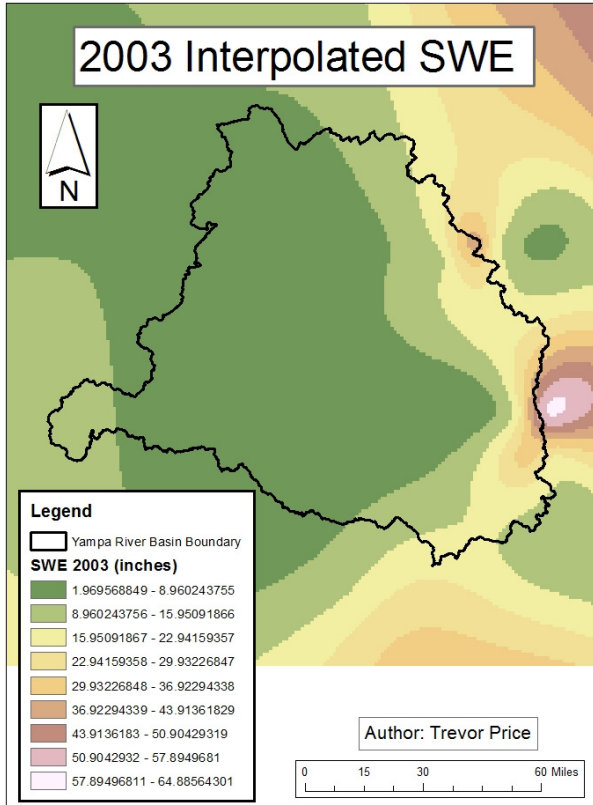 2003 Interpolated SWE
N
Legend
Yampa River Basin Boundary
SWE 2003 (inches)
1.969568849 - 8.960243755
8.960243756 - 15.95091866
15.95091867 - 22.94159357
22.94159358 - 29.93226847
29.93226848 - 36.92294338
36.92294339 - 43.91361829
43.9136183 - 50.90429319
50.9042932 - 57.8949681
57.89496811 - 64.88564301
Author: Trevor Price
0 15 30 60 Miles